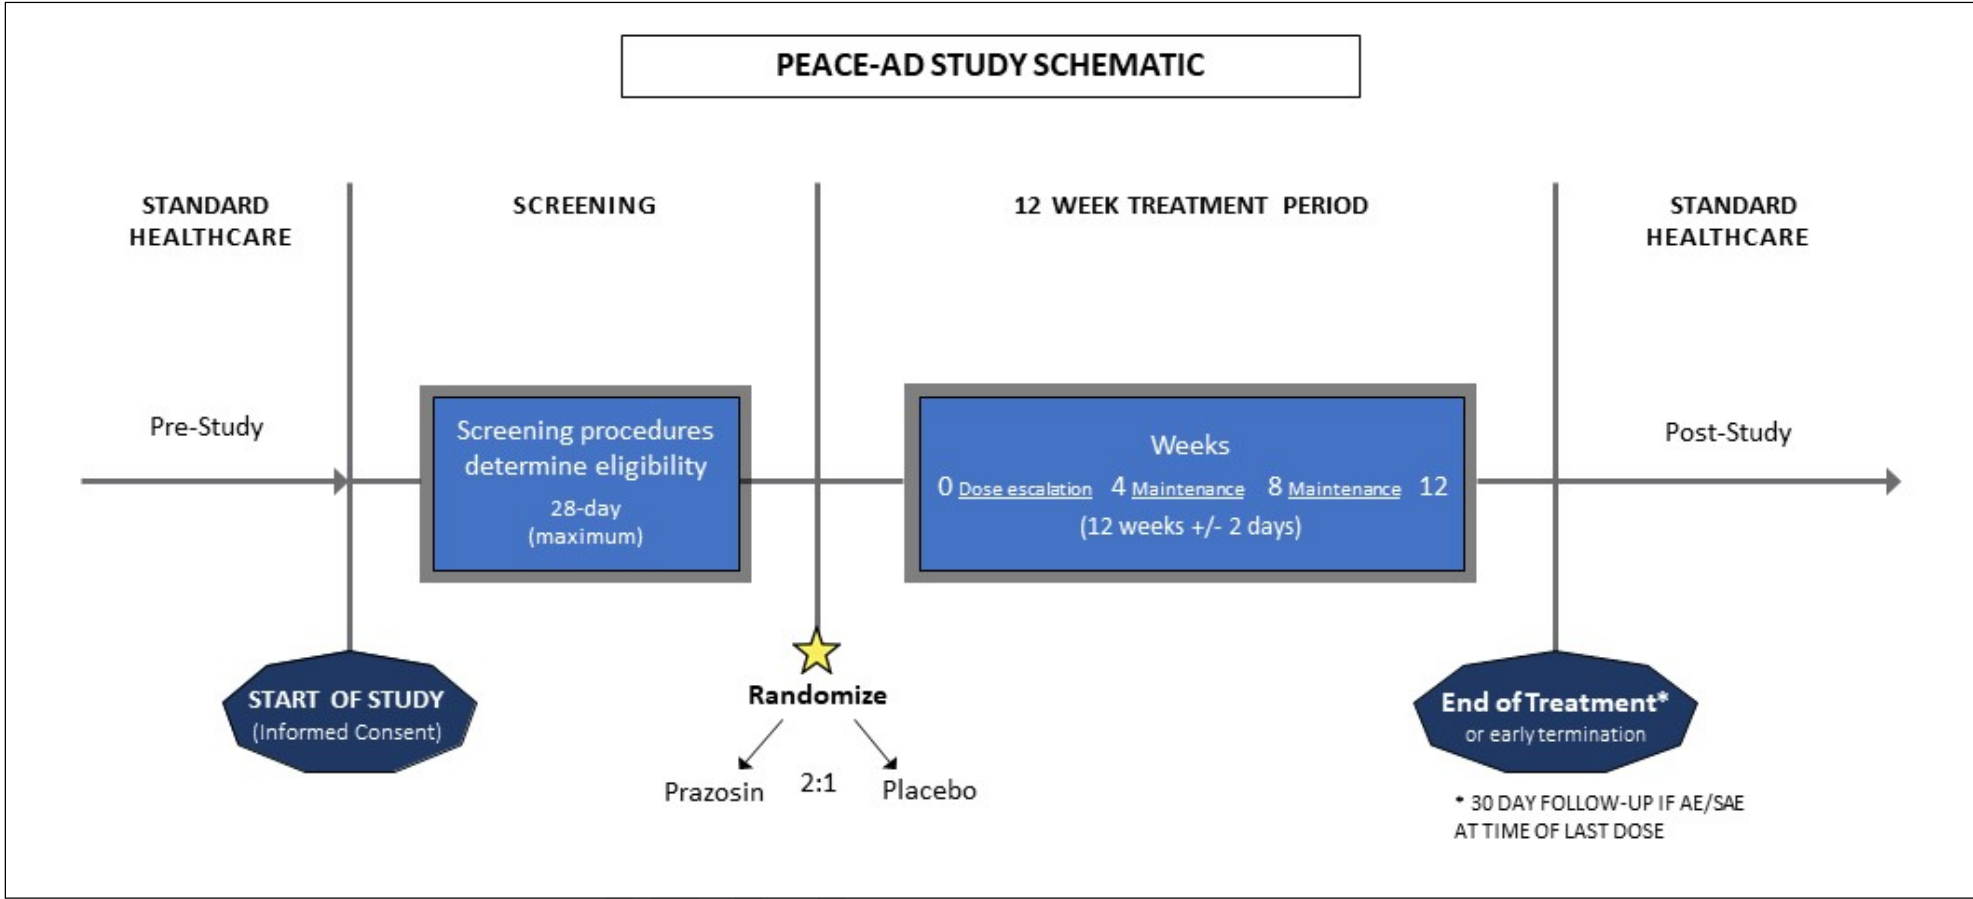 PEACE-AD STUDY SCHEMATIC
STANDARD
HEALTHCARE
SCREENING
12 WEEK TREATMENT PERIOD
STANDARD
HEALTHCARE
Pre-Study
Screening procedures
determine eligibility
28-day
(maximum)
Weeks
0 Dose escalation 4 Maintenance 8 Maintenance 12
(12 weeks +/- 2 days)
Post-Study
START OF STUDY
(Informed Consent)
Randomize
Prazosin 2:1 Placebo
End of Treatment*
or early termination
* 30 DAY FOLLOW-UP IF AE/SAE
AT TIME OF LAST DOSE